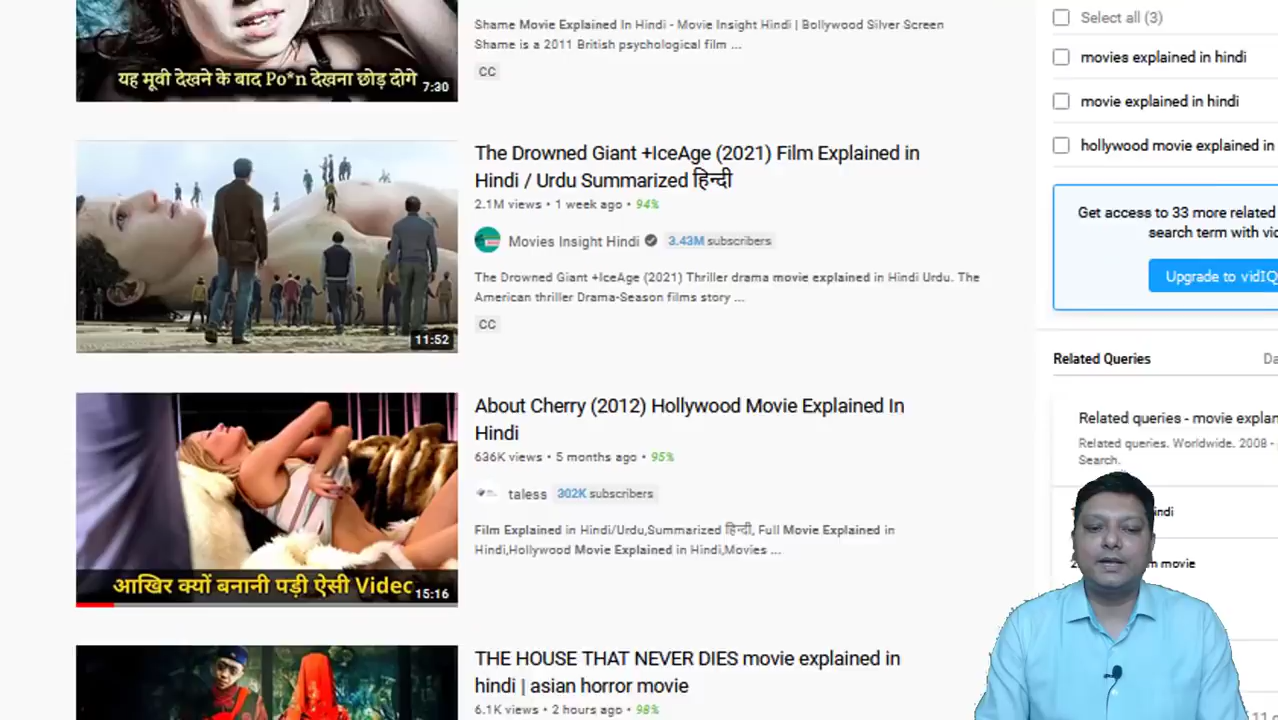 Shame Movie Explained In Hindi - Movie Insight Hindi | Bollywood Silver Screen
Shame is a 2011 British psychological film ...
CC
यह मूवी देखने के बाद Po*n देखना छोड़ दोगे
7:30
The Drowned Giant +IceAge (2021) Film Explained in
Hindi / Urdu Summarized हिन्दी
2.1M views • 1 week ago • 94%
Movies Insight Hindi 3.43M subscribers
The Drowned Giant +IceAge (2021) Thriller drama movie explained in Hindi Urdu. The
American thriller Drama-Season films story ...
CC
11:52
About Cherry (2012) Hollywood Movie Explained In
Hindi
636K views • 5 months ago • 95%
taless 302K subscribers
Film Explained in Hindi/Urdu,Summarized हिन्दी, Full Movie Explained in
Hindi,Hollywood Movie Explained in Hindi,Movies ...
आखिर क्यों बनानी पड़ी ऐसी Video
15:16
THE HOUSE THAT NEVER DIES movie explained in
hindi | asian horror movie
6.1K views • 2 hours ago • 98%
Select all (3)
movies explained in hindi
movie explained in hindi
hollywood movie explained in
Get access to 33 more related
search term with
Upgrade to vidIQ
Related Queries
Related queries - movie
Related queries. Worldwide. 2008 -
Search.
movie